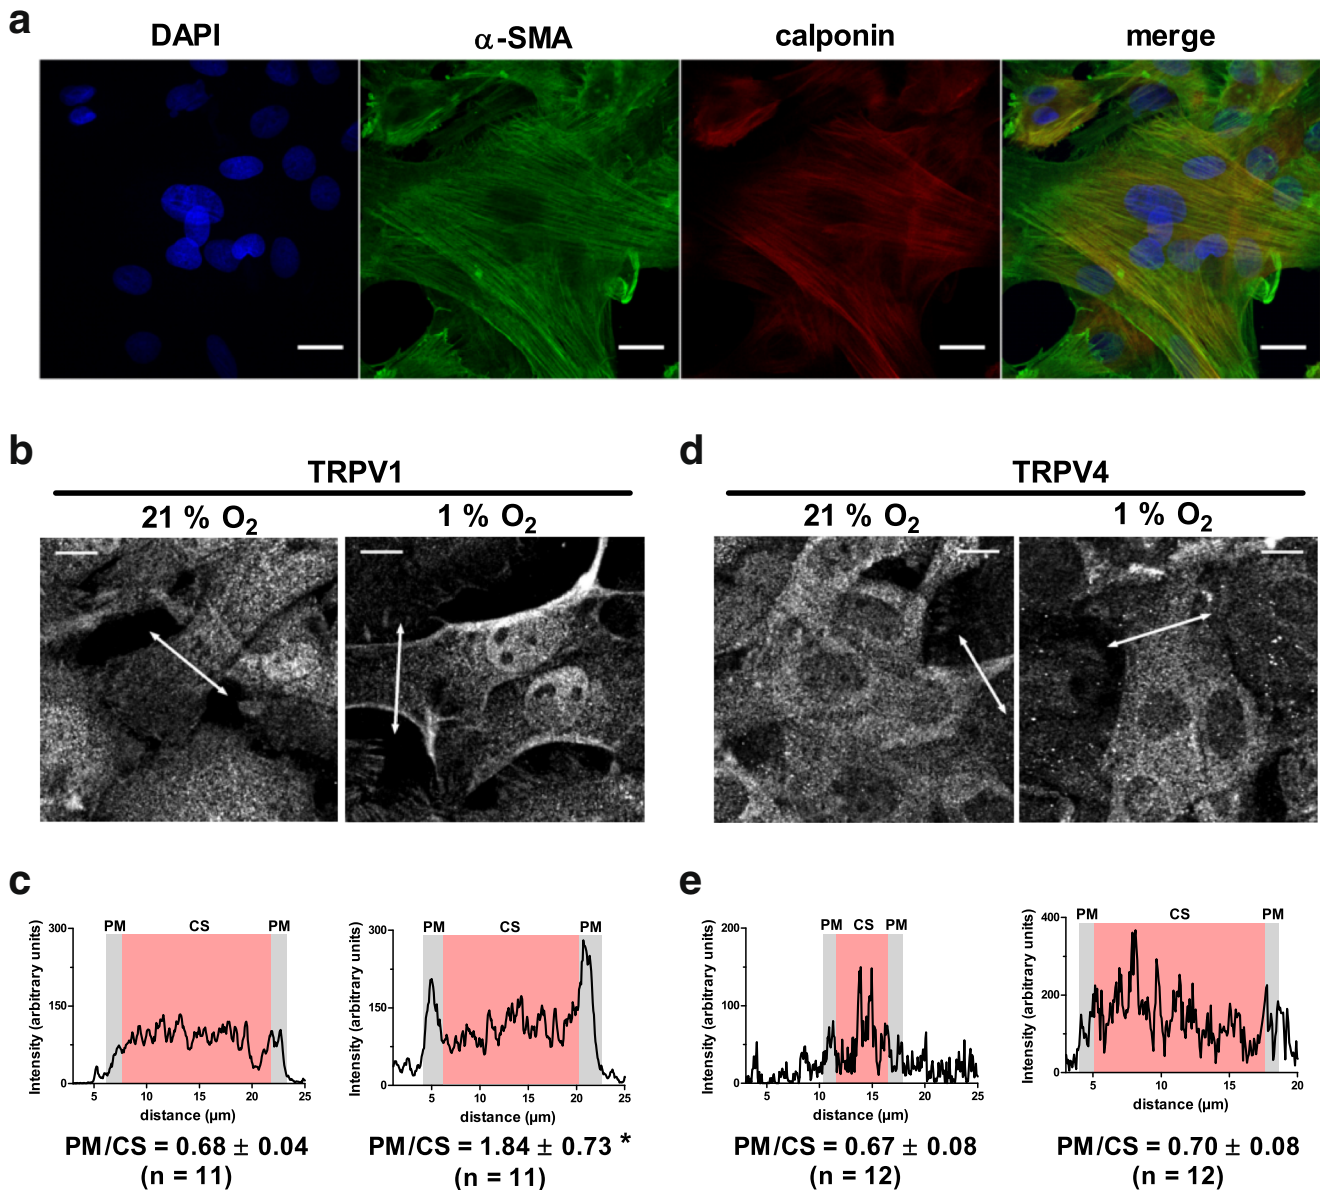 a
DAPI α-SMA calponin merge
b
TRPV1
21 % O2 1 % O2
d
TRPV4
21 % O2 1 % O2
c
PM CS PM
Intensity (arbitrary units)
300
150
0
5 10 15 20 25
distance (µm)
PM/CS = 0.68 ± 0.04
(n = 11)
PM CS PM
Intensity (arbitrary units)
300
150
0
5 10 15 20 25
distance (µm)
PM/CS = 1.84 ± 0.73 *
(n = 11)
e
PM CS PM
Intensity (arbitrary units)
200
100
0
5 10 15 20 25
distance (µm)
PM/CS = 0.67 ± 0.08
(n = 12)
PM CS PM
Intensity (arbitrary units)
400
200
0
5 10 15 20
distance (µm)
PM/CS = 0.70 ± 0.08
(n = 12)